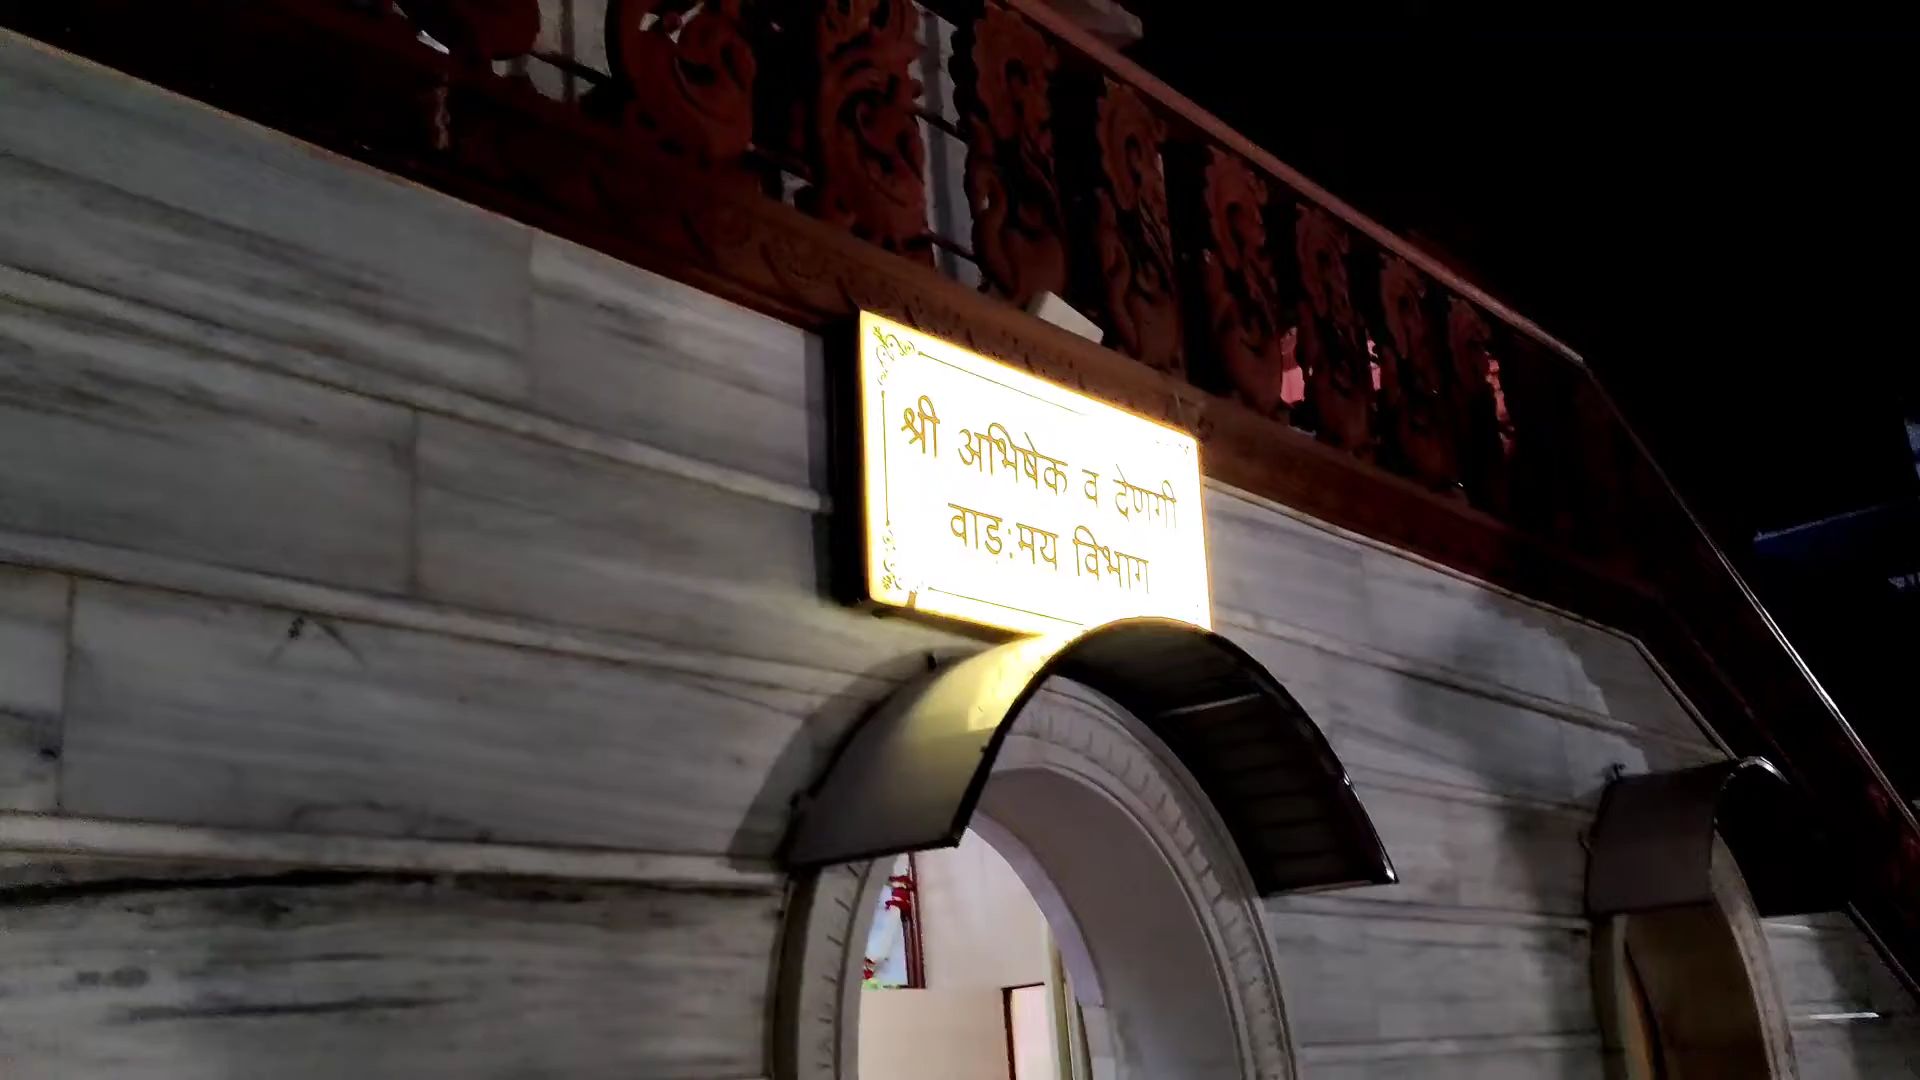 श्री अभिषेक व देणगी
वाड:मय विभाग